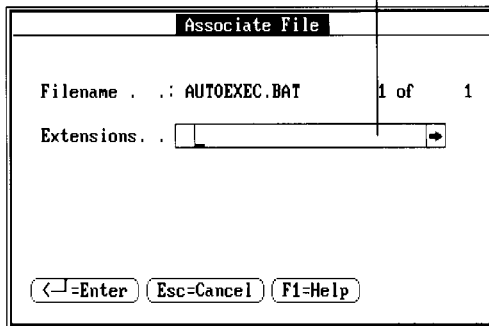 Associate File
Filename . .: AUTOEXEC.BAT 1 of 1
Extensions. .
<┘=Enter Esc=Cancel F1=Help